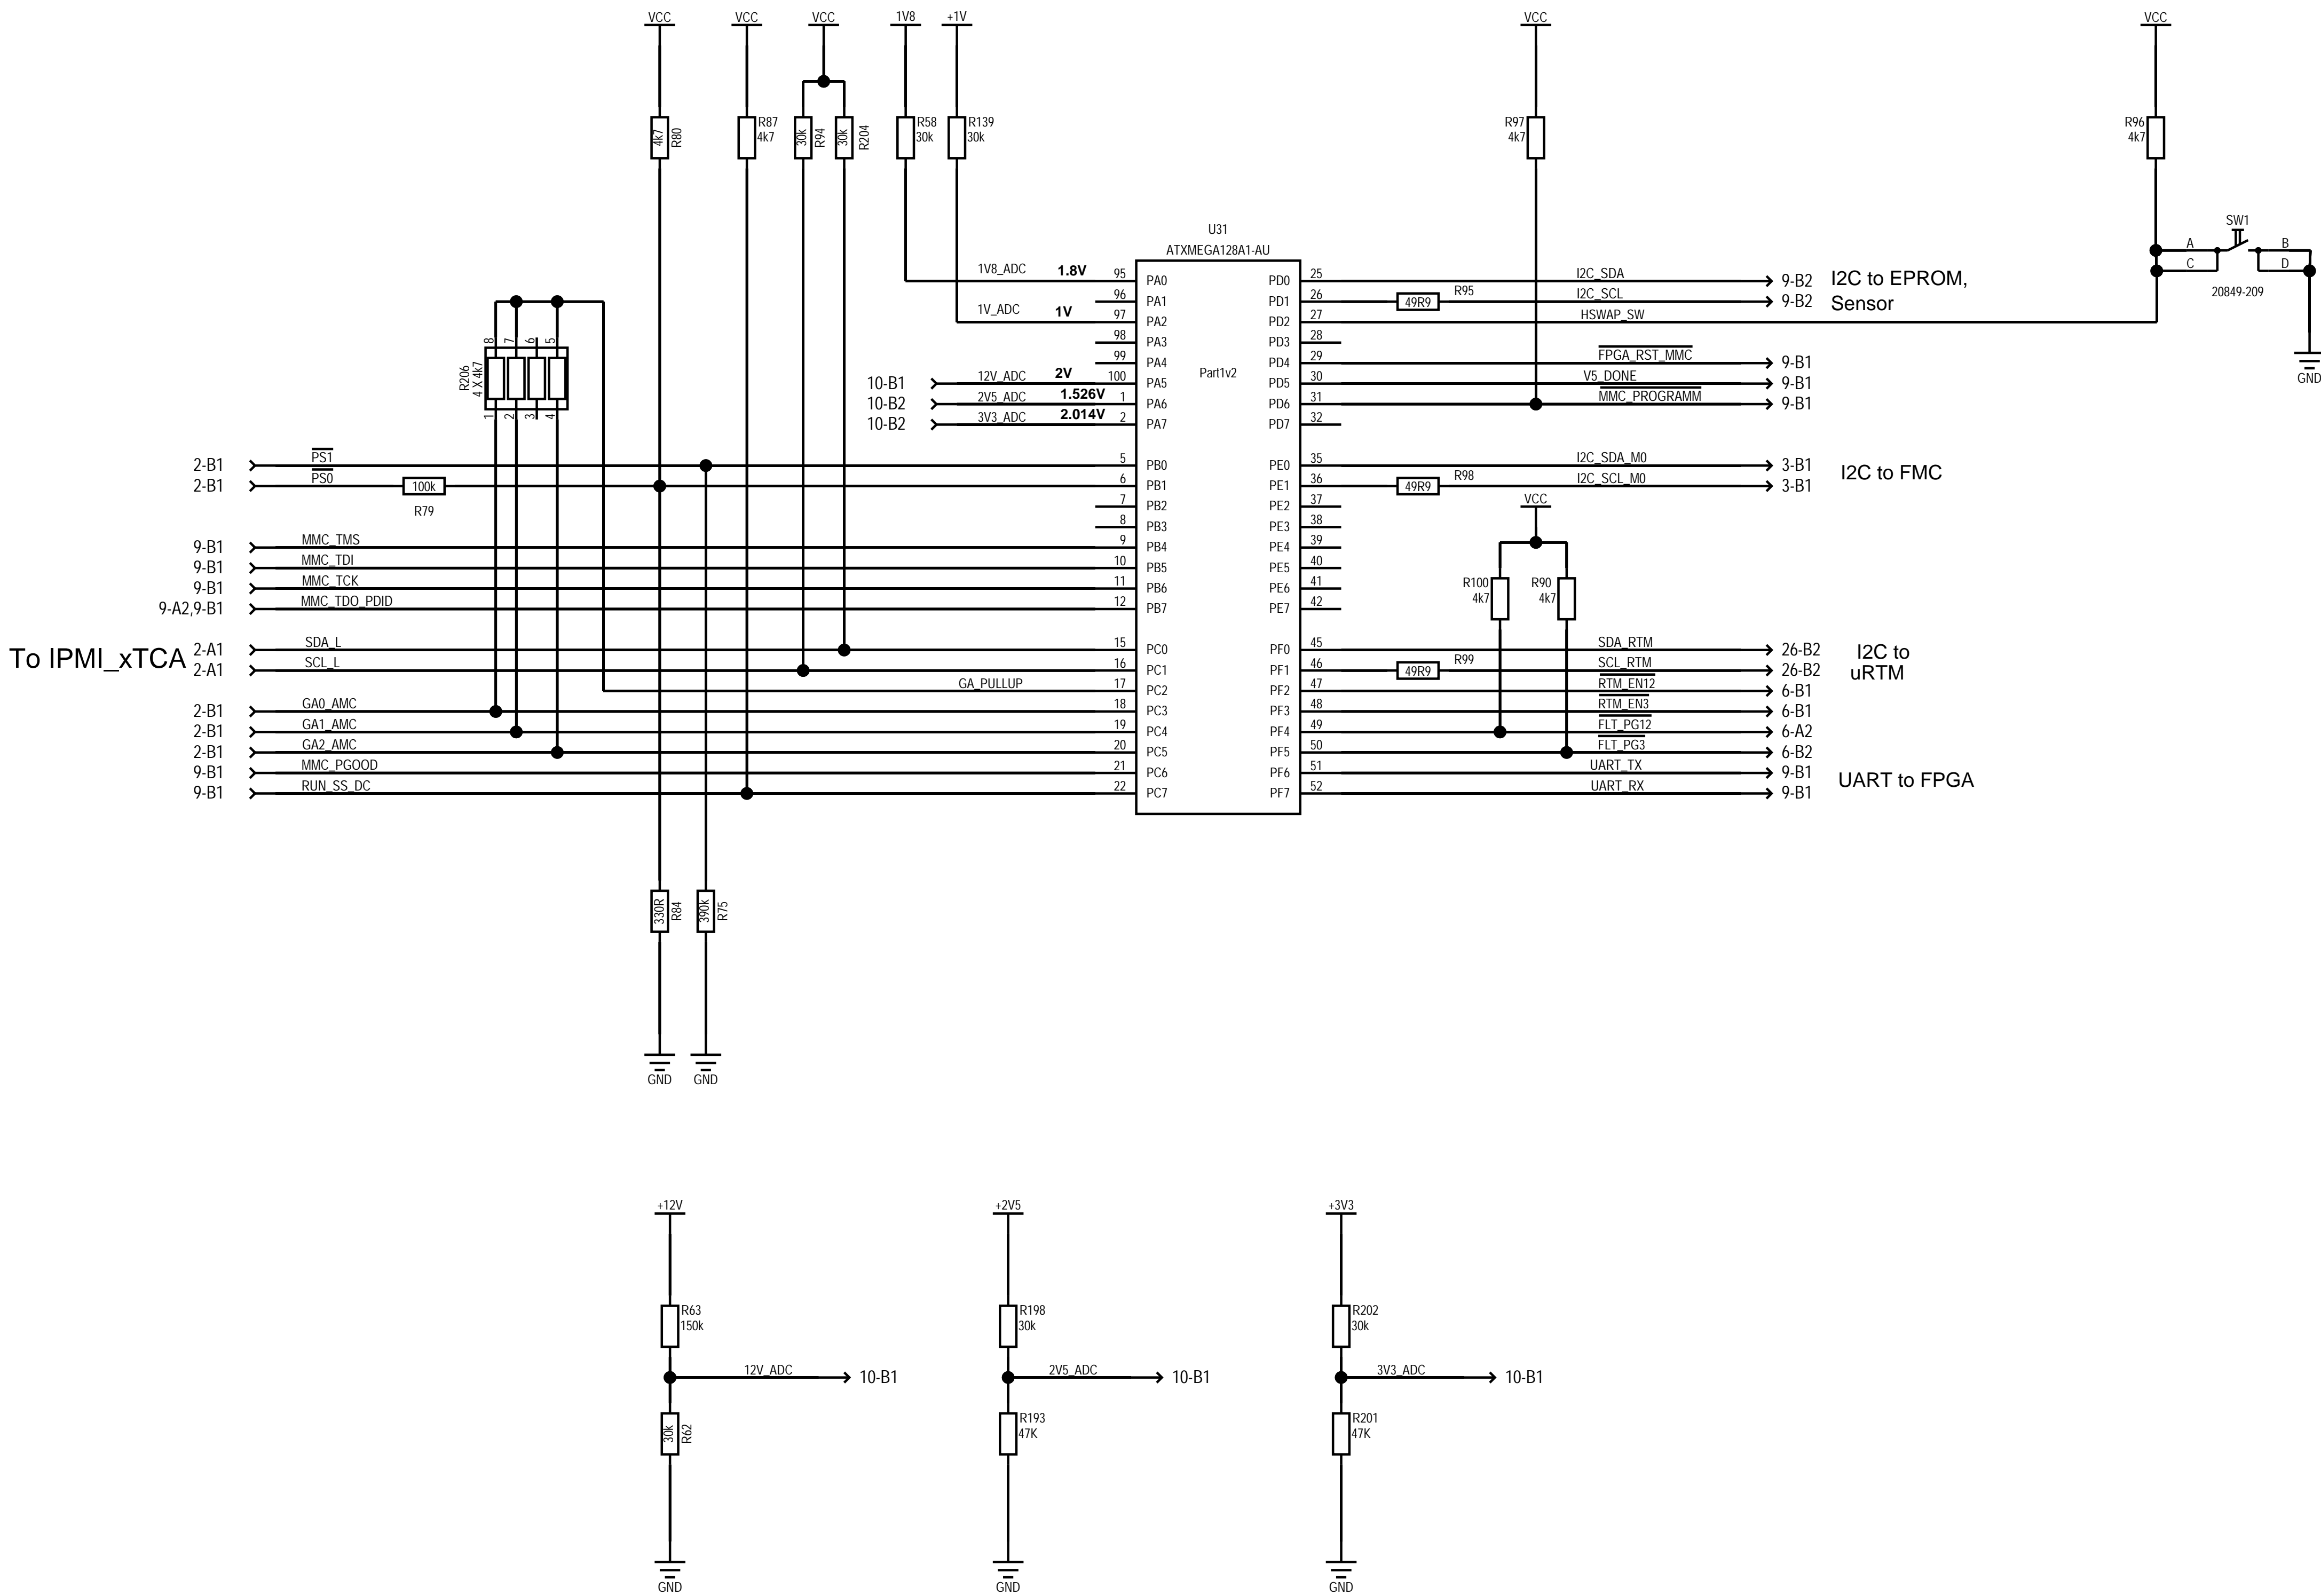 VCC
VCC
VCC
1V8
+1V
VCC
VCC
4k7
R80
R87
4k7
30k
R94
30k
R204
R58
30k
R139
30k
R97
4k7
R96
4k7
SW1
A
B
C
D
20849-209
GND
U31
ATXMEGA128A1-AU
Part1v2
1V8_ADC 1.8V 95 PA0
96 PA1
1V_ADC 1V 97 PA2
98 PA3
99 PA4
10-B1 12V_ADC 2V 100 PA5
10-B2 2V5_ADC 1.526V 1 PA6
10-B2 3V3_ADC 2.014V 2 PA7
PD0 25 I2C_SDA 9-B2
PD1 26 49R9 R95 I2C_SCL 9-B2
I2C to EPROM,
Sensor
PD2 27 HSWAP_SW
PD3 28
PD4 29 FPGA_RST_MMC 9-B1
PD5 30 V5_DONE 9-B1
PD6 31 MMC_PROGRAMM 9-B1
PD7 32
R206
4 X 4k7
8 7 6 5
1 2 3 4
2-B1 PS1 5 PB0
2-B1 PS0 100k 6 PB1
R79
7 PB2
8 PB3
9-B1 MMC_TMS 9 PB4
9-B1 MMC_TDI 10 PB5
9-B1 MMC_TCK 11 PB6
9-A2,9-B1 MMC_TDO_PDID 12 PB7
PE0 35 I2C_SDA_M0 3-B1
PE1 36 49R9 R98 I2C_SCL_M0 3-B1
I2C to FMC
PE2 37
PE3 38
PE4 39
PE5 40
PE6 41
PE7 42
VCC
R100
4k7
R90
4k7
To IPMI_xTCA
2-A1 SDA_L 15 PC0
2-A1 SCL_L 16 PC1
GA_PULLUP 17 PC2
2-B1 GA0_AMC 18 PC3
2-B1 GA1_AMC 19 PC4
2-B1 GA2_AMC 20 PC5
9-B1 MMC_PGOOD 21 PC6
9-B1 RUN_SS_DC 22 PC7
PF0 45 SDA_RTM 26-B2
PF1 46 49R9 R99 SCL_RTM 26-B2
I2C to
uRTM
PF2 47 RTM_EN12 6-B1
PF3 48 RTM_EN3 6-B1
PF4 49 FLT_PG12 6-A2
PF5 50 FLT_PG3 6-B2
PF6 51 UART_TX 9-B1
PF7 52 UART_RX 9-B1
UART to FPGA
330R
R84
390k
R75
GND
GND
+12V
+2V5
+3V3
R63
150k
R198
30k
R202
30k
12V_ADC 10-B1
2V5_ADC 10-B1
3V3_ADC 10-B1
30k
R62
R193
47K
R201
47K
GND
GND
GND